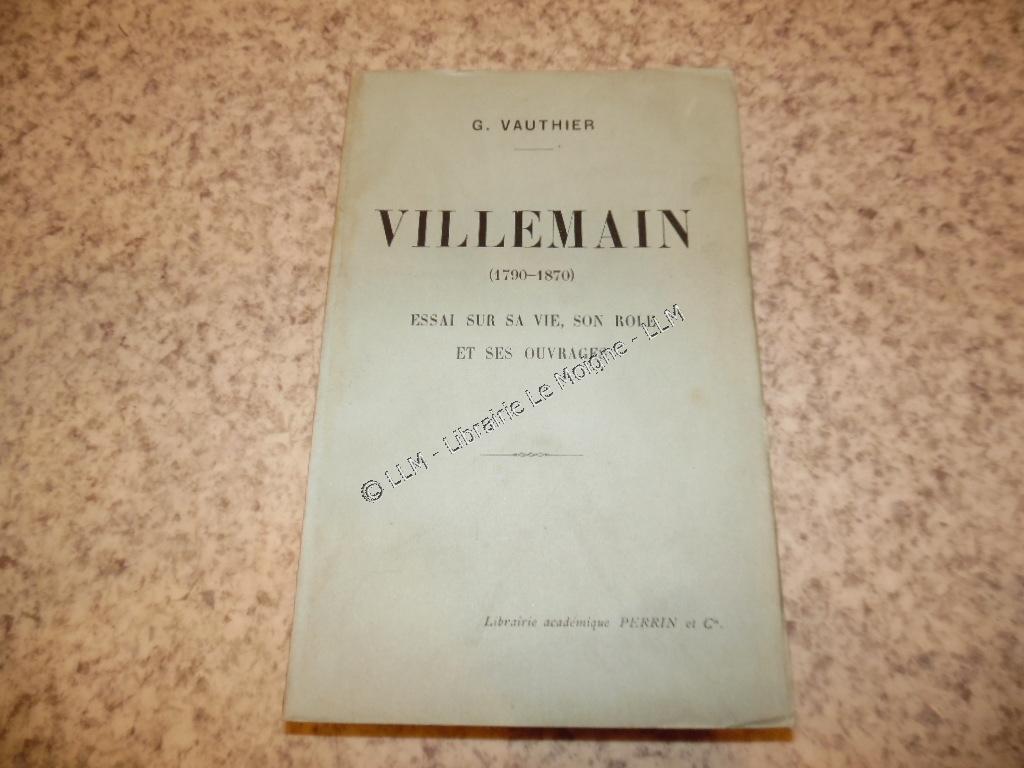 G. VAUTHIER
VILLEMAIN
(1790-1870)
ESSAI SUR SA VIE, SON ROLE
ET SES OUVRAGES
© LLM - Librairie Le Moigne - LLM
Librairie académique PERRIN et Cie.